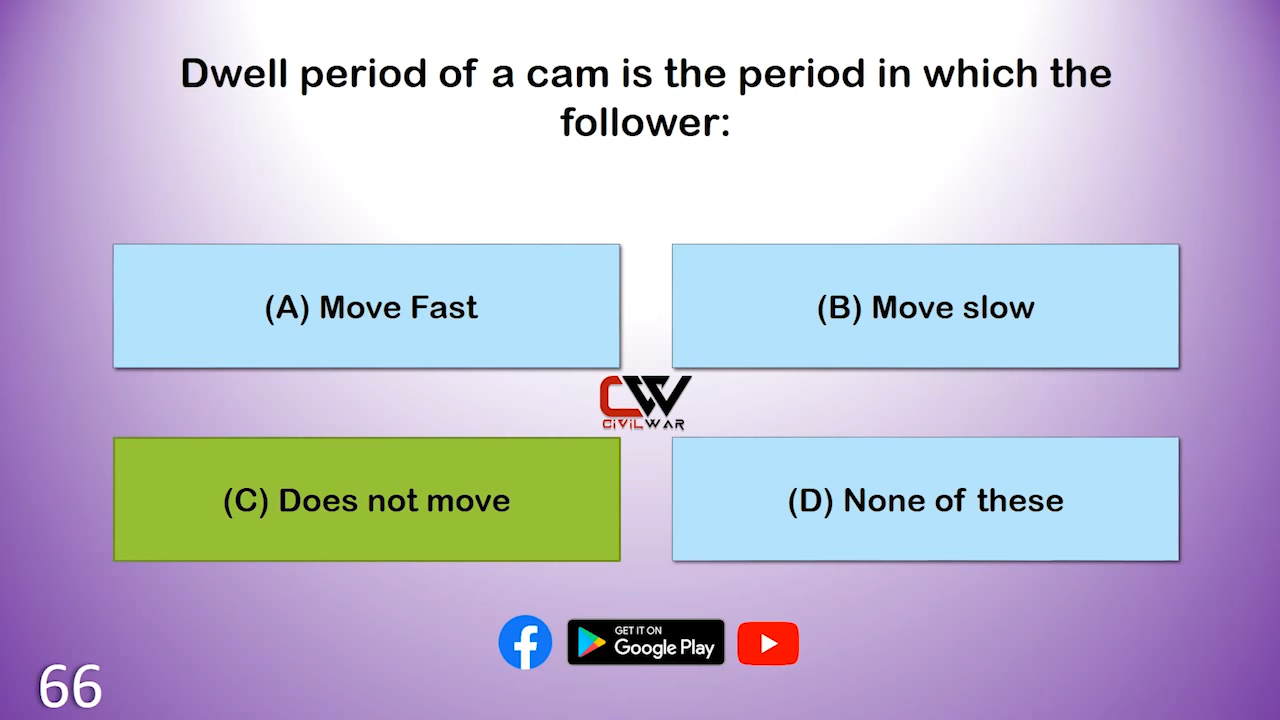 Dwell period of a cam is the period in which the
follower:
(A) Move Fast
(B) Move slow
CW
CiViLWAR
(C) Does not move
(D) None of these
f
GET IT ON
Google Play
66